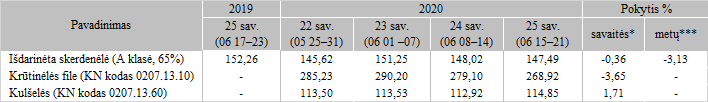 Pavadinimas 2019 2020 Pokytis %
25 sav. (06 17–23) 22 sav. (05 25–31) 23 sav. (06 01 –07) 24 sav. (06 08–14) 25 sav. (06 15–21) savaitės* metų***
Išdarinėta skerdenėlė (A klasė, 65%) 152,26 145,62 151,25 148,02 147,49 -0,36 -3,13
Krūtinėlės file (KN kodas 0207.13.10) - 285,23 290,20 279,10 268,92 -3,65 -
Kulšelės (KN kodas 0207.13.60) - 113,50 113,53 112,92 114,85 1,71 -